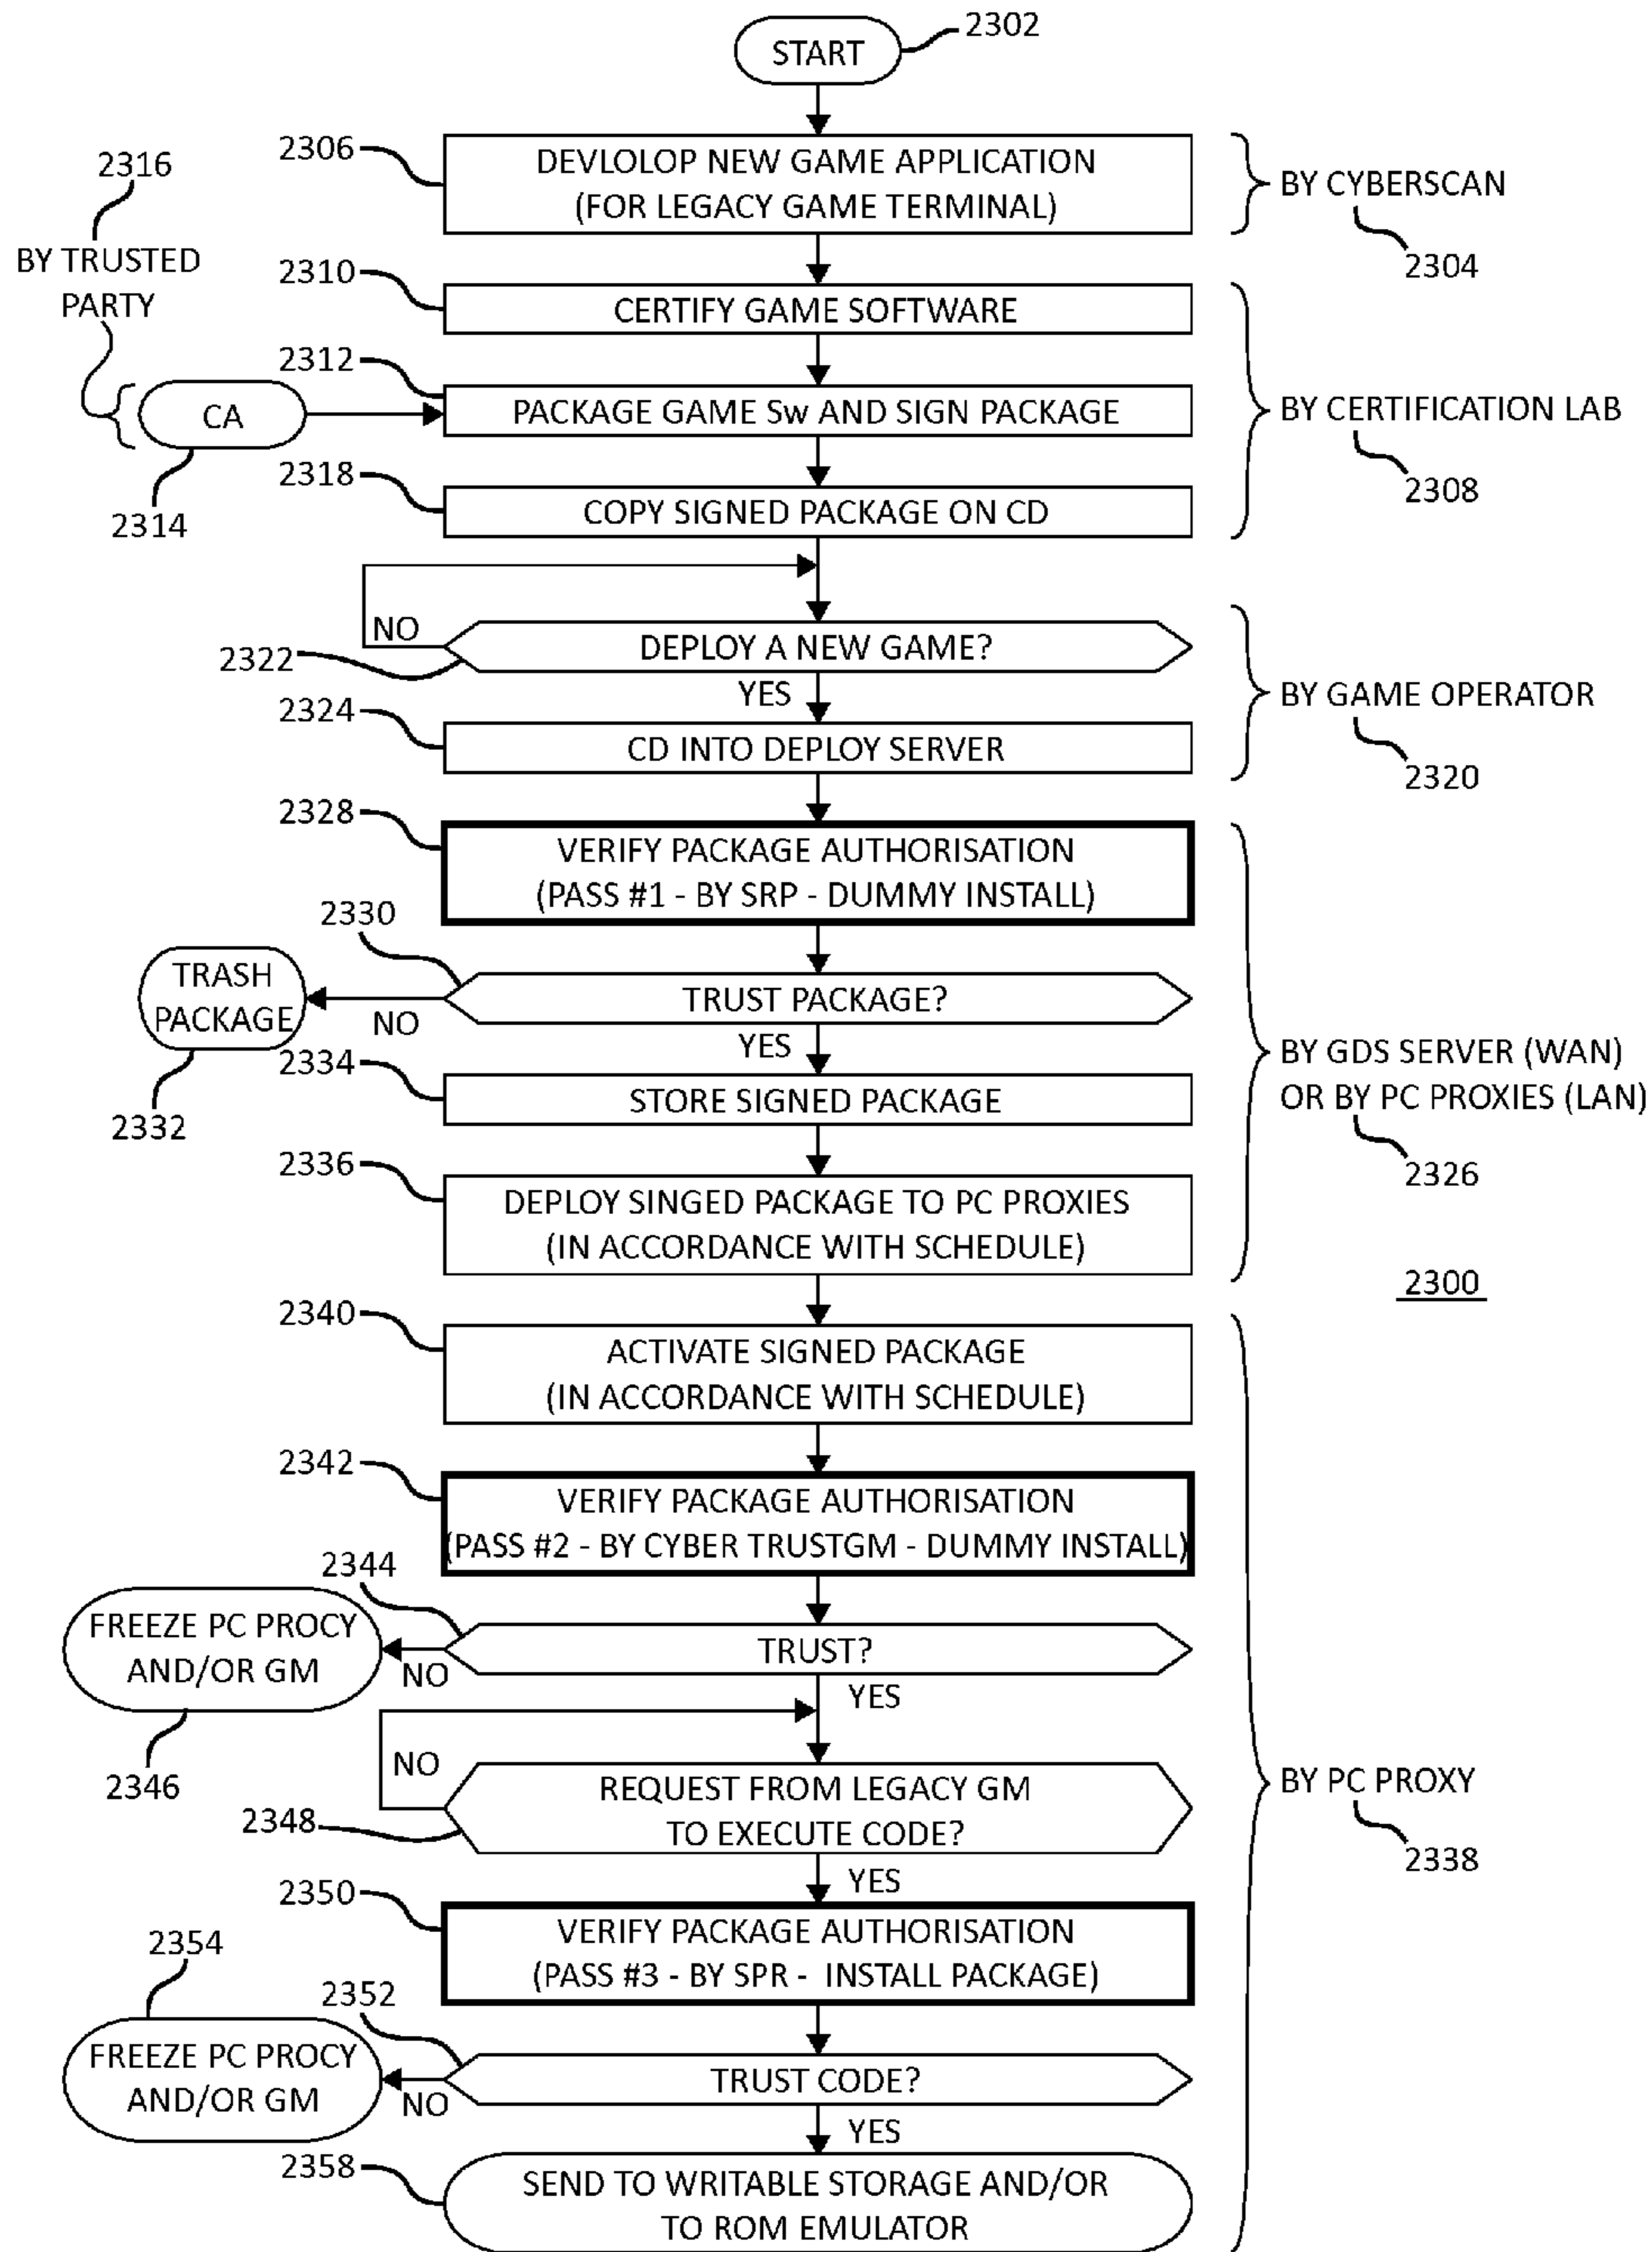 START
2302
2306
DEVLOLOP NEW GAME APPLICATION
(FOR LEGACY GAME TERMINAL)
BY CYBERSCAN
2304
2316
BY TRUSTED
PARTY
2310
CERTIFY GAME SOFTWARE
2312
CA
PACKAGE GAME Sw AND SIGN PACKAGE
BY CERTIFICATION LAB
2308
2314
2318
COPY SIGNED PACKAGE ON CD
NO
2322
DEPLOY A NEW GAME?
YES
BY GAME OPERATOR
2320
2324
CD INTO DEPLOY SERVER
2328
VERIFY PACKAGE AUTHORISATION
(PASS #1 - BY SRP - DUMMY INSTALL)
2330
TRASH
PACKAGE
NO
TRUST PACKAGE?
YES
2332
BY GDS SERVER (WAN)
OR BY PC PROXIES (LAN)
2326
2334
STORE SIGNED PACKAGE
2336
DEPLOY SINGED PACKAGE TO PC PROXIES
(IN ACCORDANCE WITH SCHEDULE)
2300
2340
ACTIVATE SIGNED PACKAGE
(IN ACCORDANCE WITH SCHEDULE)
2342
VERIFY PACKAGE AUTHORISATION
(PASS #2 - BY CYBER TRUSTGM - DUMMY INSTALL)
2344
FREEZE PC PROCY
AND/OR GM
NO
TRUST?
YES
2346
NO
2348
REQUEST FROM LEGACY GM
TO EXECUTE CODE?
YES
BY PC PROXY
2338
2350
VERIFY PACKAGE AUTHORISATION
(PASS #3 - BY SPR - INSTALL PACKAGE)
2354
2352
FREEZE PC PROCY
AND/OR GM
NO
TRUST CODE?
YES
2358
SEND TO WRITABLE STORAGE AND/OR
TO ROM EMULATOR